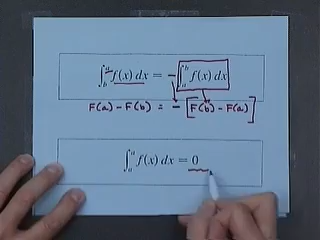 ∫_b^a f(x) dx = -∫_a^b f(x) dx
F(a) - F(b) = - [F(b) - F(a)]
∫_a^a f(x) dx = 0